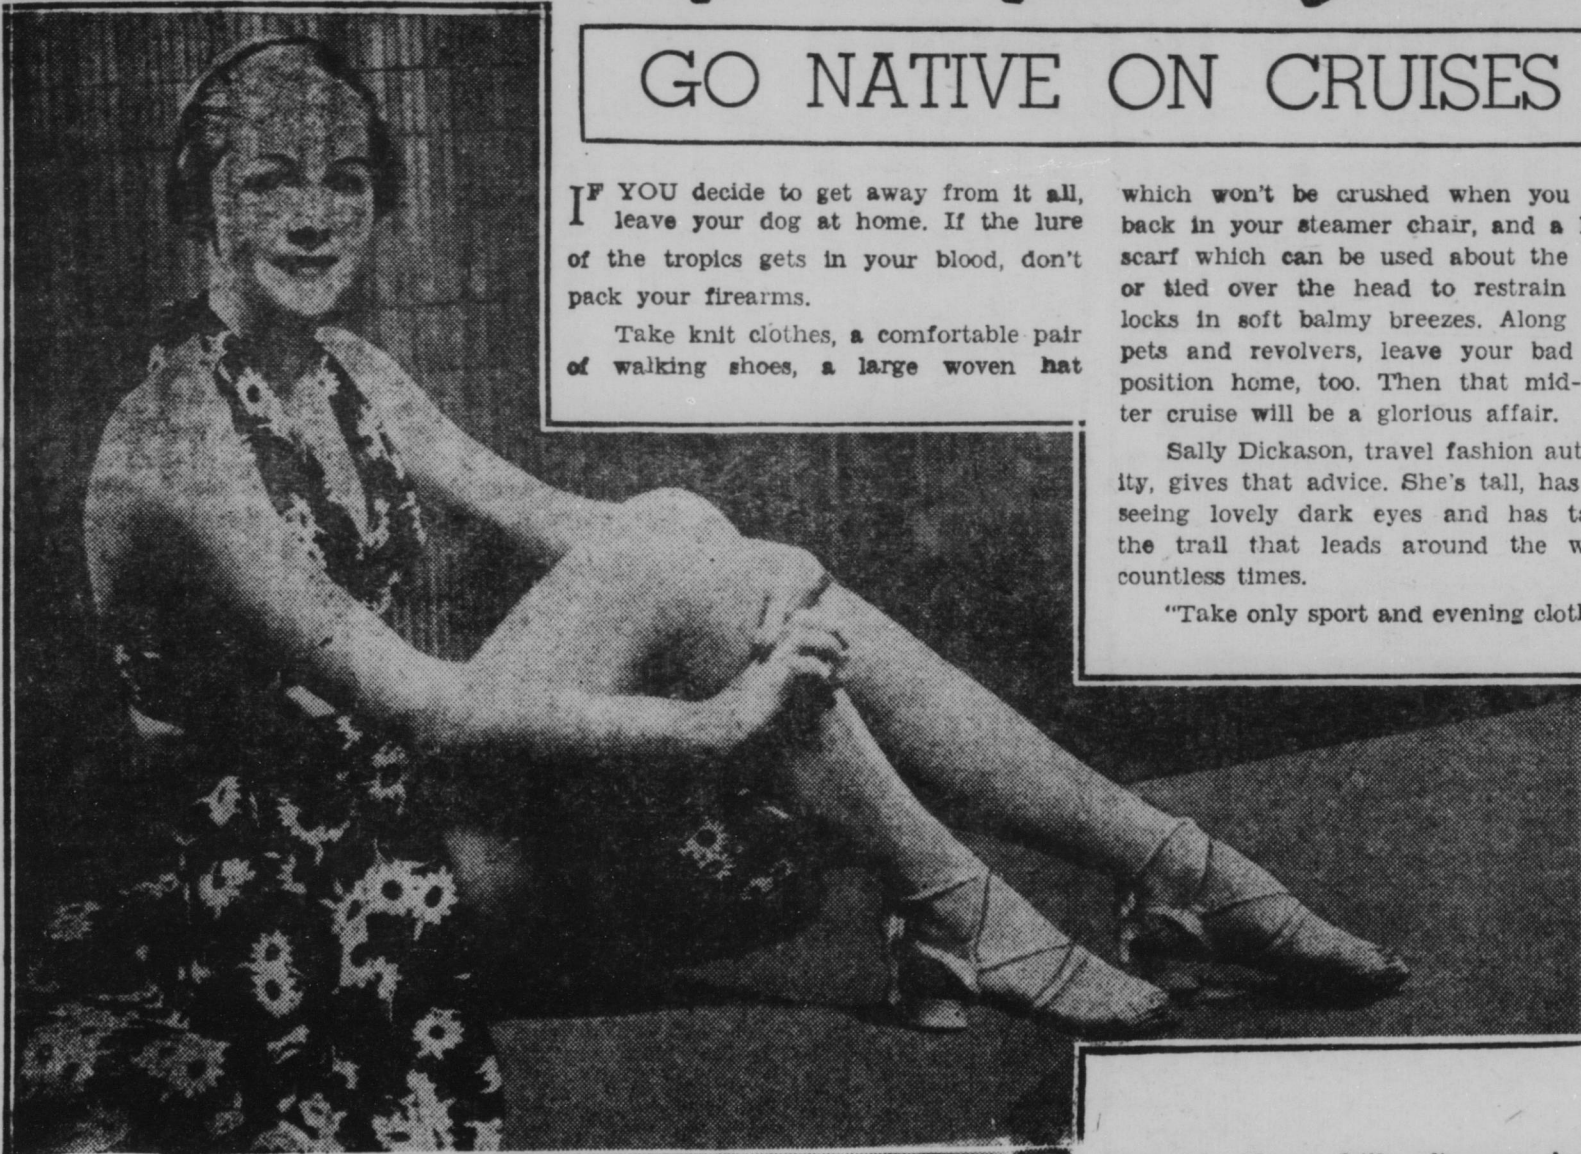 GO NATIVE ON CRUISES
IF YOU decide to get away from it all,
leave your dog at home. If the lure
of the tropics gets in your blood, don't
pack your firearms.
Take knit clothes, a comfortable pair
of walking shoes, a large woven hat
which won't be crushed when you
back in your steamer chair, and a
scarf which can be used about the
or tied over the head to restrain
locks in soft balmy breezes. Along
pets and revolvers, leave your bad
position home, too. Then that mid-
ter cruise will be a glorious affair.
Sally Dickason, travel fashion aut
ity, gives that advice. She's tall, has
seeing lovely dark eyes and has ta
the trail that leads around the w
countless times.
"Take only sport and evening clot